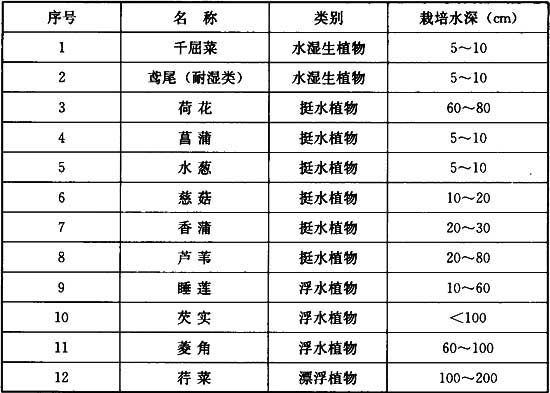 序号 名 称 类别 栽培水深（cm）
1 千屈菜 水湿生植物 5～10
2 鸢尾（耐湿类） 水湿生植物 5～10
3 荷 花 挺水植物 60～80
4 菖 蒲 挺水植物 5～10
5 水 葱 挺水植物 5～10
6 慈 菇 挺水植物 10～20
7 香 蒲 挺水植物 20～30
8 芦 苇 挺水植物 20～80
9 睡 莲 浮水植物 10～60
10 芡 实 浮水植物 ＜100
11 菱 角 浮水植物 60～100
12 荇 菜 漂浮植物 100～200